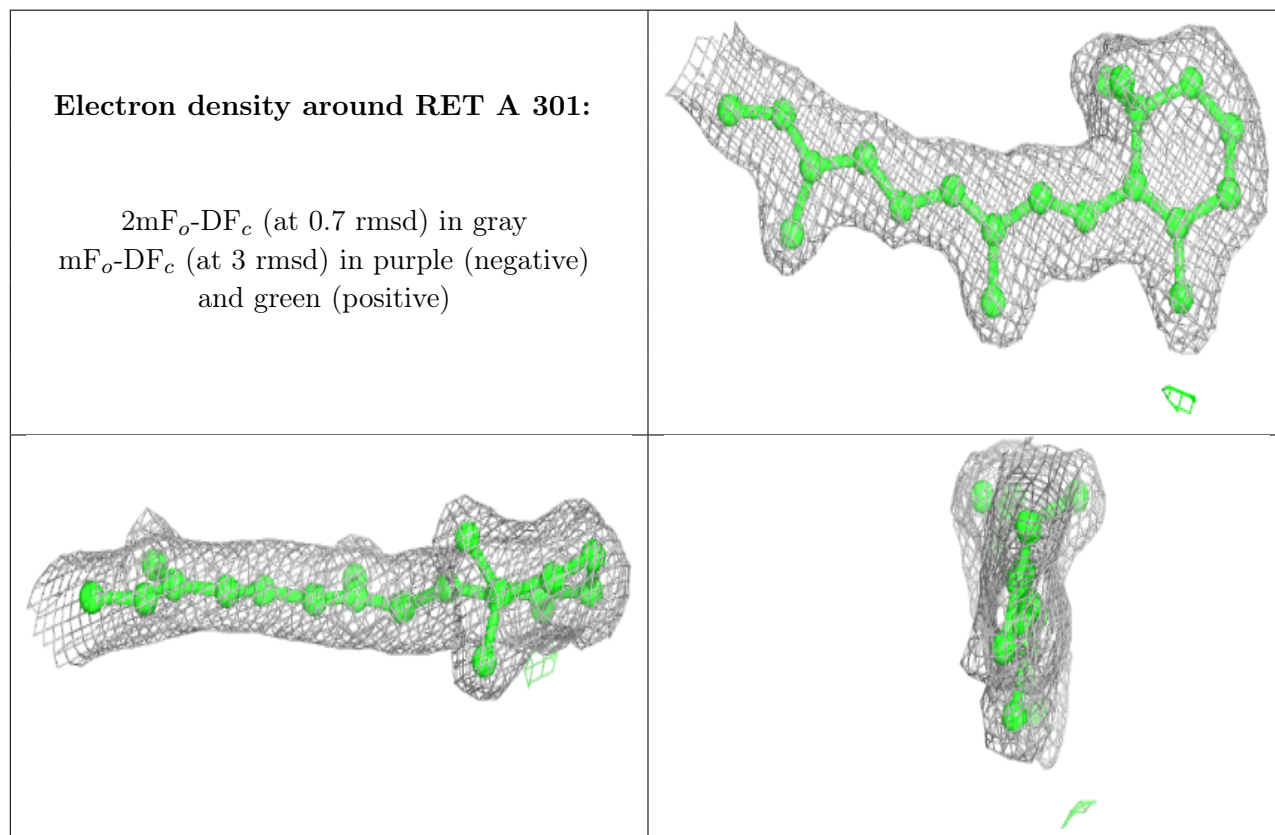 Electron density around RET A 301:
2mFo-DFc (at 0.7 rmsd) in gray
mFo-DFc (at 3 rmsd) in purple (negative)
and green (positive)